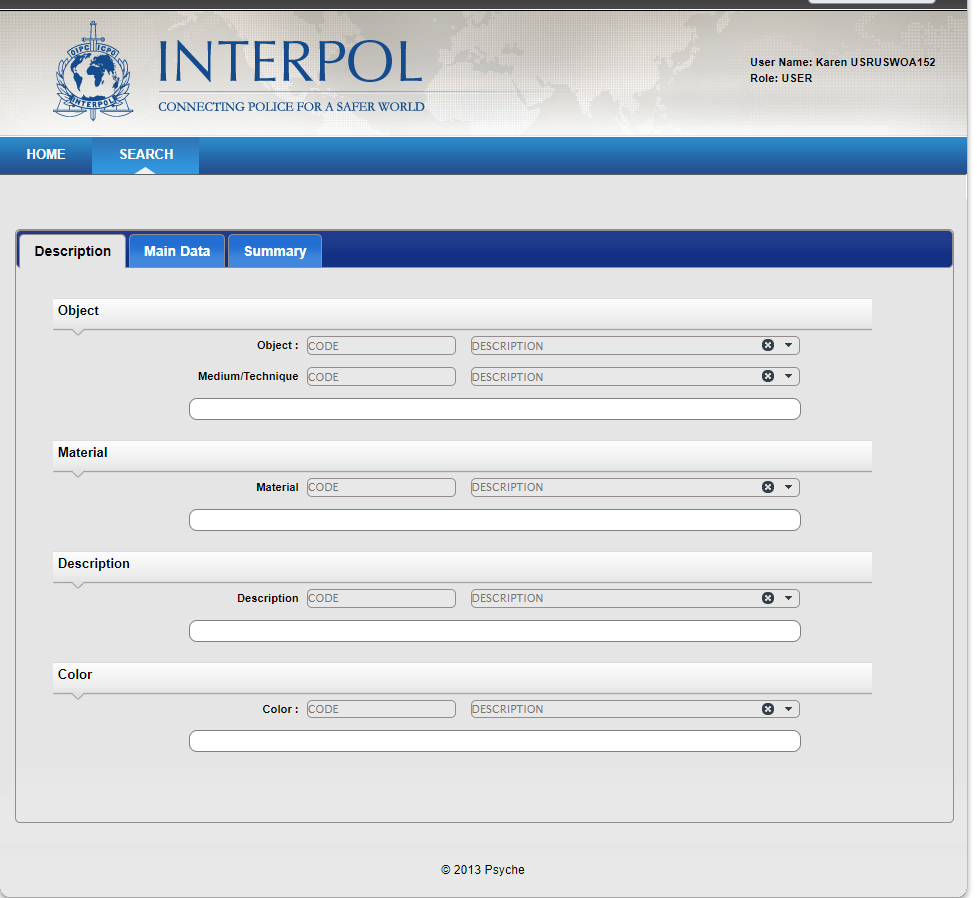 OIPC ICPO
INTERPOL
INTERPOL
CONNECTING POLICE FOR A SAFER WORLD
User Name: Karen USRUSWOA152
Role: USER
HOME SEARCH
Description Main Data Summary
Object
Object : CODE DESCRIPTION
Medium/Technique CODE DESCRIPTION
Material
Material CODE DESCRIPTION
Description
Description CODE DESCRIPTION
Color
Color : CODE DESCRIPTION
© 2013 Psyche